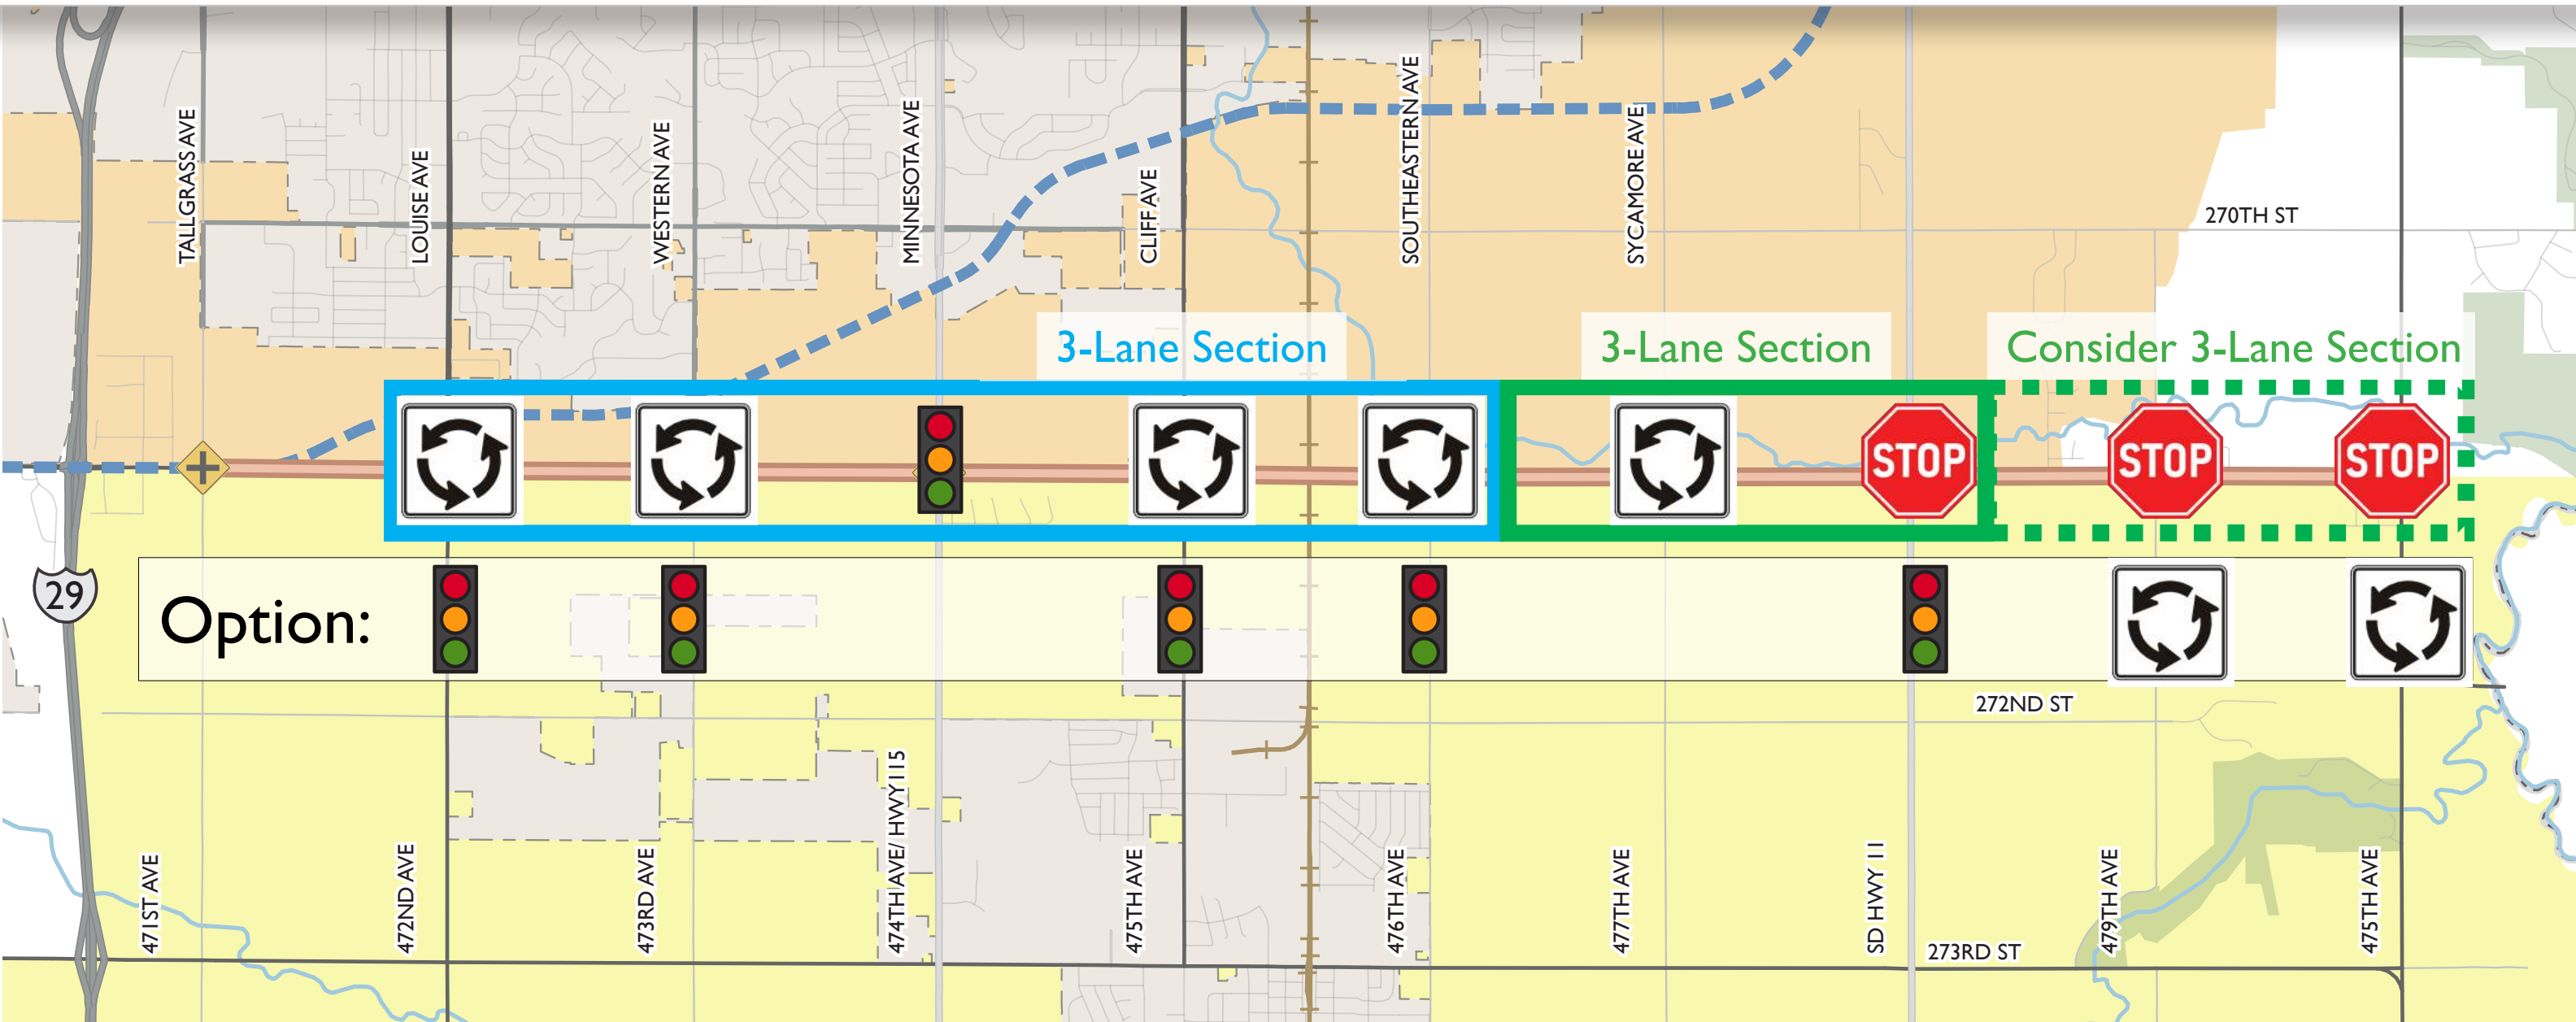 TALLGRASS AVE
LOUISE AVE
WESTERN AVE
MINNESOTA AVE
CLIFF AVE
SOUTHEASTERN AVE
SYCAMORE AVE
270TH ST
3-Lane Section
3-Lane Section
Consider 3-Lane Section
STOP
STOP
STOP
29
Option:
272ND ST
471ST AVE
472ND AVE
473RD AVE
474TH AVE/ HWY 115
475TH AVE
476TH AVE
477TH AVE
SD HWY 11
273RD ST
479TH AVE
475TH AVE